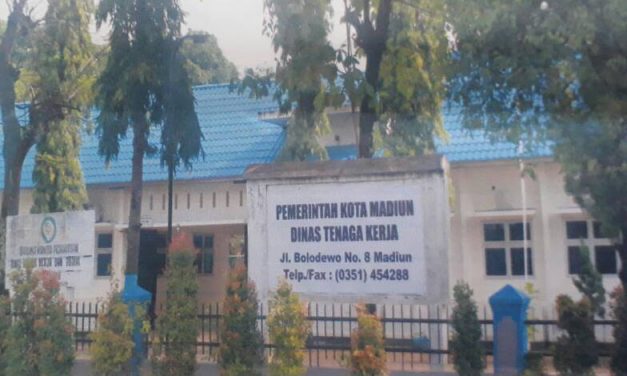 PEMERINTAH KOTA MADIUN
DINAS TENAGA KERJA
Jl. Bolodewo No. 8 Madiun
Telp./Fax : (0351) 454288